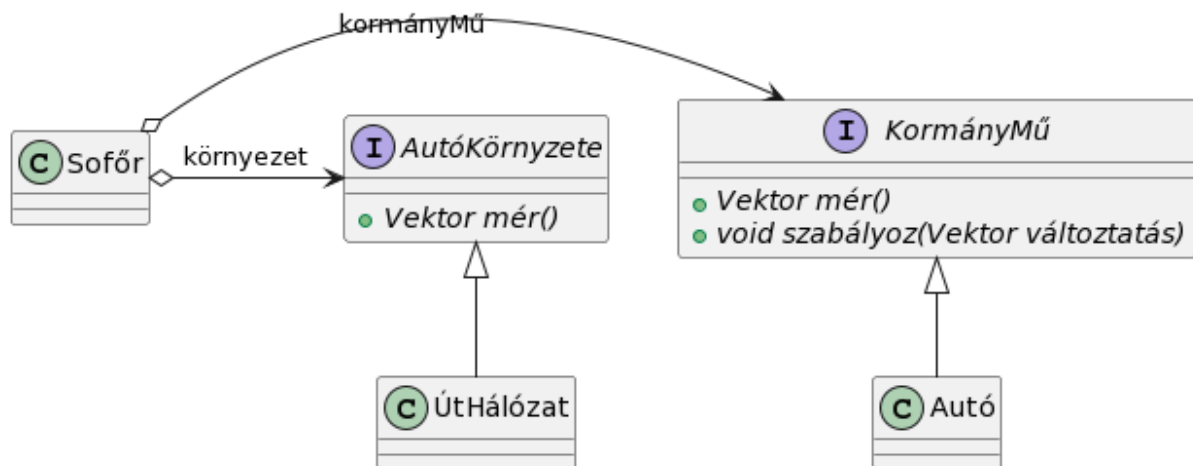 kormányMű
C Sofőr
környezet
I AutóKörnyzete
Vektor mér()
I KormányMű
Vektor mér()
void szabályoz(Vektor változtatás)
C ÚtHálózat
C Autó